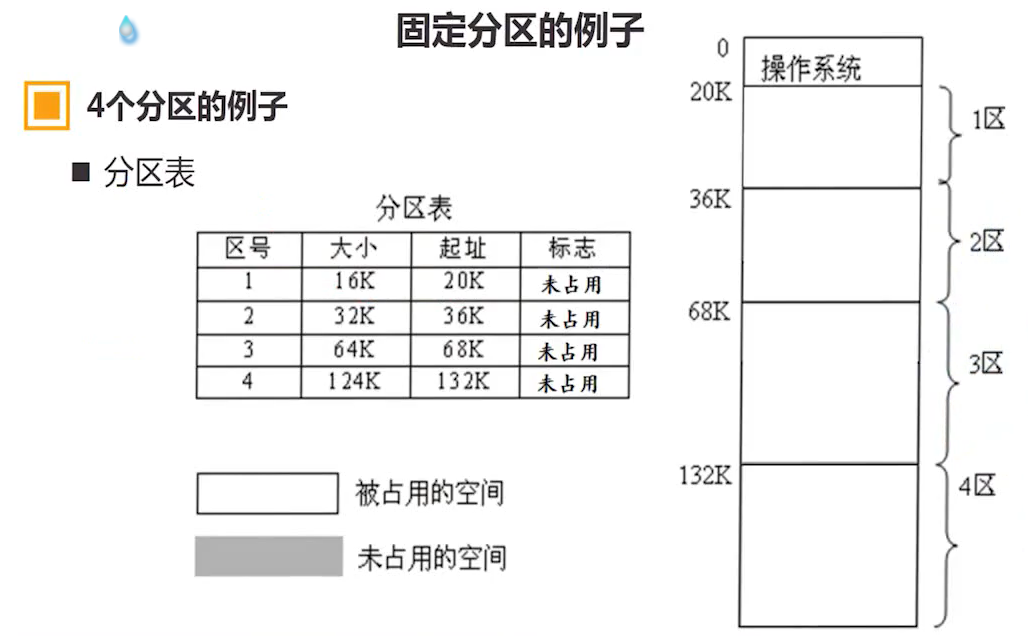 固定分区的例子
4个分区的例子
分区表
分区表
区号 大小 起址 标志
1 16K 20K 未占用
2 32K 36K 未占用
3 64K 68K 未占用
4 124K 132K 未占用
被占用的空间
未占用的空间
0
操作系统
20K
1区
36K
2区
68K
3区
132K
4区